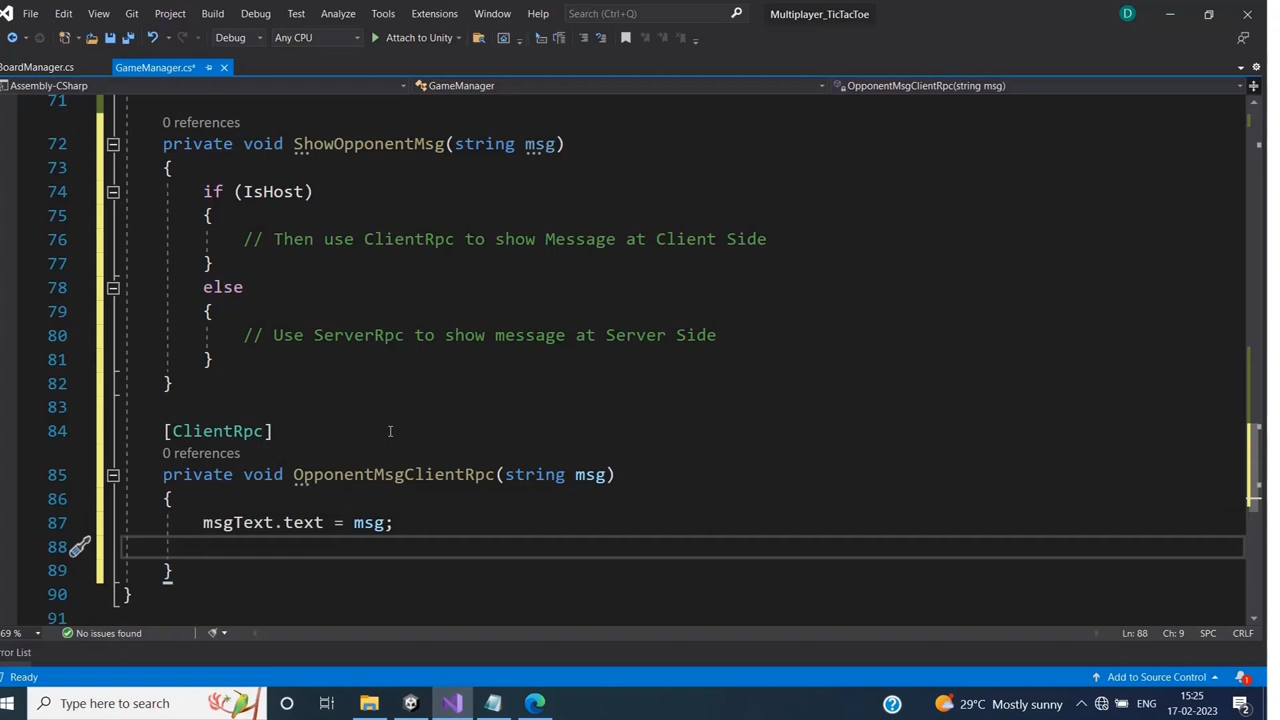 File Edit View Git Project Build Debug Test Analyze Tools Extensions Window Help Search (Ctrl+Q) Multiplayer_TicTacToe D
Debug Any CPU Attach to Unity
BoardManager.cs GameManager.cs*
Assembly-CSharp GameManager OpponentMsgClientRpc(string msg)
71
0 references
72 private void ShowOpponentMsg(string msg)
73 {
74 if (IsHost)
75 {
76 // Then use ClientRpc to show Message at Client Side
77 }
78 else
79 {
80 // Use ServerRpc to show message at Server Side
81 }
82 }
83
84 [ClientRpc]
0 references
85 private void OpponentMsgClientRpc(string msg)
86 {
87 msgText.text = msg;
88
89 }
90 }
91
69 % No issues found Ln: 88 Ch: 9 SPC CRLF
rror List
Ready Add to Source Control 1
Type here to search 29°C Mostly sunny ENG 15:25
17-02-2023 2